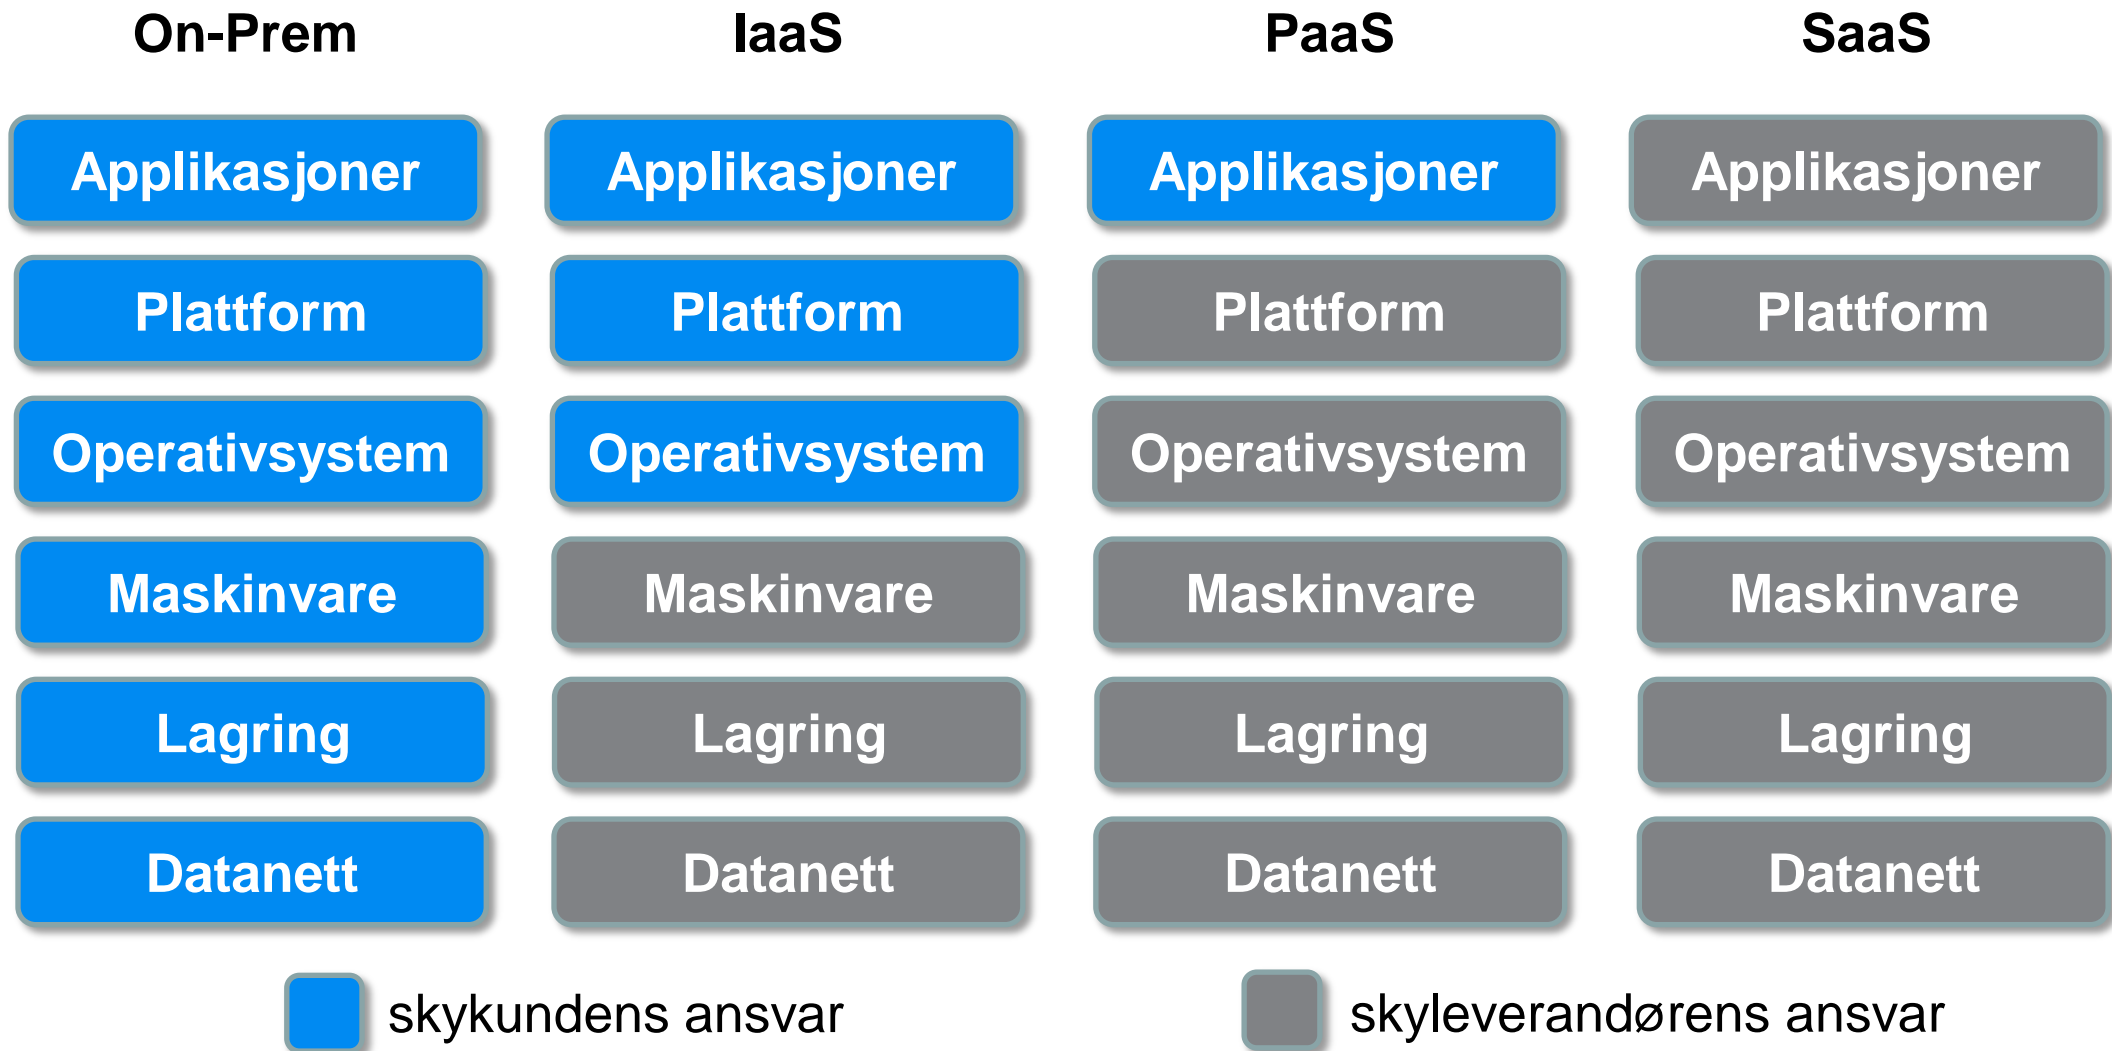 On-Prem IaaS PaaS SaaS
Applikasjoner Applikasjoner Applikasjoner Applikasjoner
Plattform Plattform Plattform Plattform
Operativsystem Operativsystem Operativsystem Operativsystem
Maskinvare Maskinvare Maskinvare Maskinvare
Lagring Lagring Lagring Lagring
Datanett Datanett Datanett Datanett
skykundens ansvar skyleverandørens ansvar